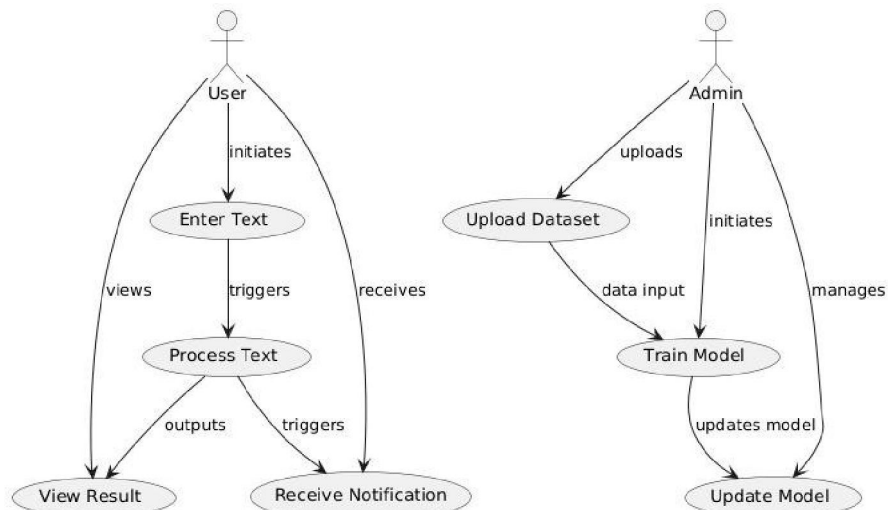 User
Admin
initiates
uploads
Enter Text
Upload Dataset
initiates
views
triggers
receives
data input
manages
Process Text
Train Model
outputs
triggers
updates model
View Result
Receive Notification
Update Model